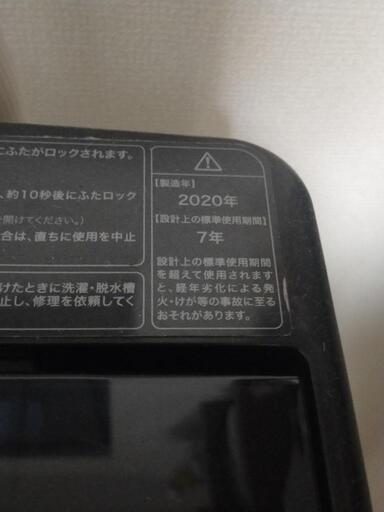 にふたがロックされます。
、約10秒後にふたロック
開けてください。）
合は、直ちに使用を中止
けたときに洗濯・脱水槽
止し、修理を依頼してく
【製造年】
2020年
【設計上の標準使用期間】
7年
設計上の標準使用期間
を超えて使用されますと、
経年劣化による発
火・けが等の事故に至る
おそれがあります。